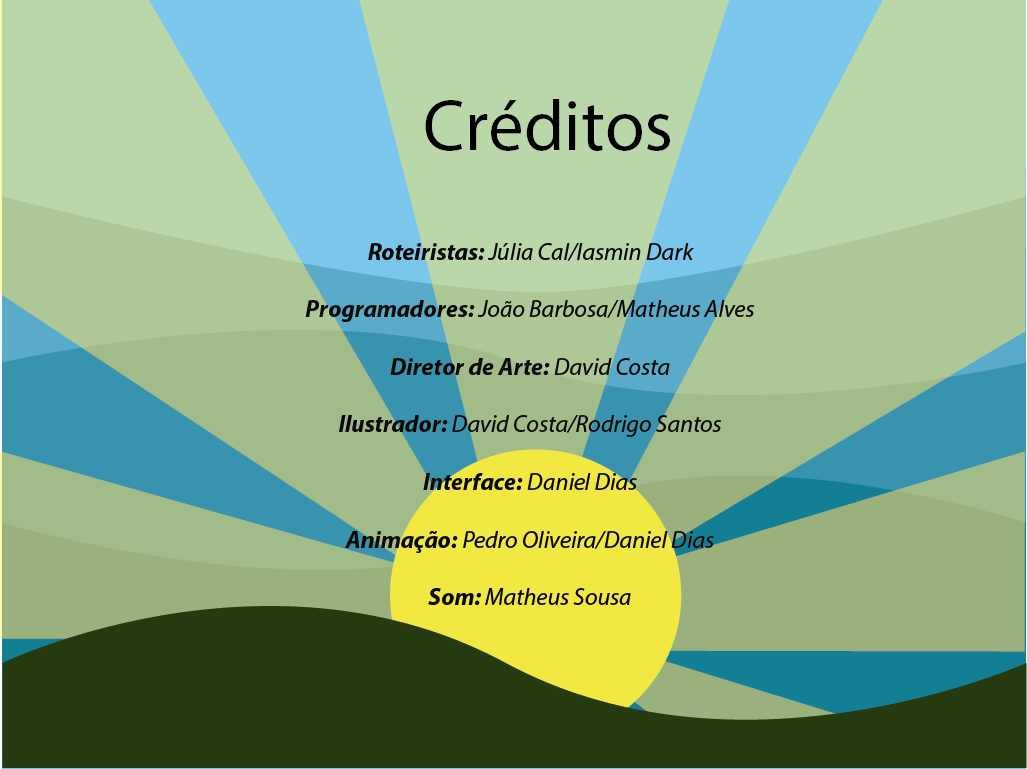 Créditos
Roteiristas: Júlia Cal/Iasmin Dark
Programadores: João Barbosa/Matheus Alves
Diretor de Arte: David Costa
Ilustrador: David Costa/Rodrigo Santos
Interface: Daniel Dias
Animação: Pedro Oliveira/Daniel Dias
Som: Matheus Sousa